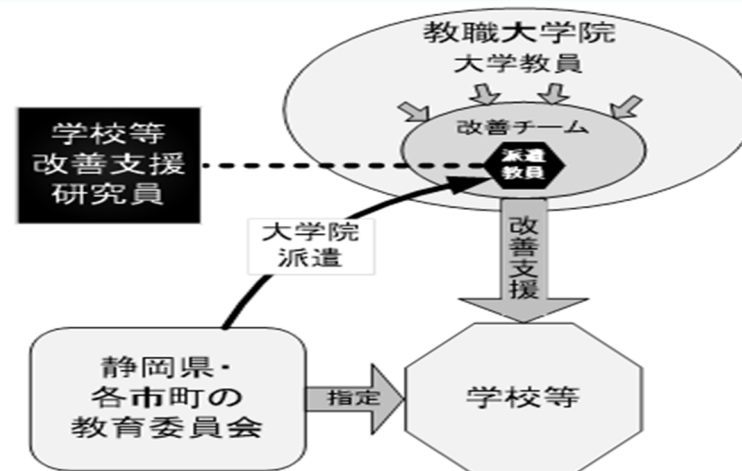 教職大学院
大学教員
改善チーム
派遣
教員
学校等
改善支援
研究員
大学院
派遣
改善支援
静岡県・
各市町の
教育委員会
指定
学校等